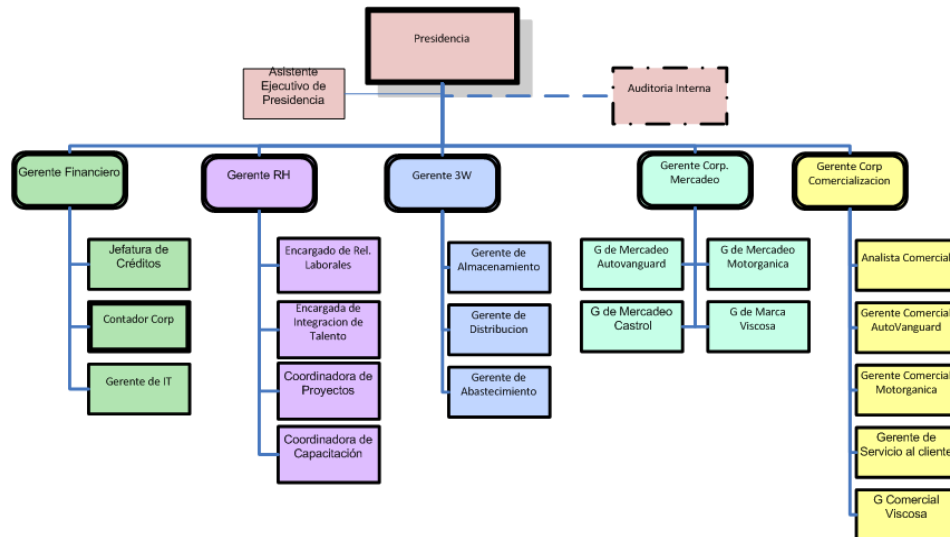 Presidencia
Asistente
Ejecutivo de
Presidencia
Auditoria Interna
Gerente Financiero
Gerente RH
Gerente 3W
Gerente Corp.
Mercadeo
Gerente Corp
Comercializacion
Jefatura de
Créditos
Contador Corp
Gerente de IT
Encargado de Rel.
Laborales
Encargada de
Integracion de
Talento
Coordinadora de
Proyectos
Coordinadora de
Capacitación
Gerente de
Almacenamiento
Gerente de
Distribucion
Gerente de
Abastecimiento
G de Mercadeo
Autovanguard
G de Mercadeo
Motorganica
G de Mercadeo
Castrol
G de Marca
Viscosa
Analista Comercial
Gerente Comercial
AutoVanguard
Gerente Comercial
Motorganica
Gerente de
Servicio al cliente
G Comercial
Viscosa